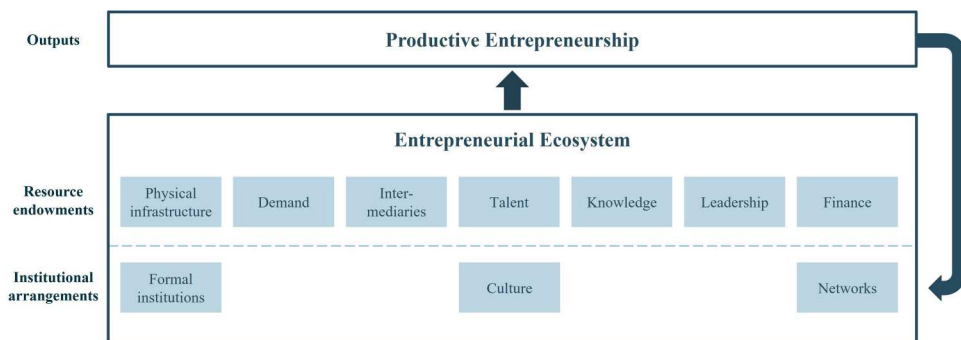 Outputs
Productive Entrepreneurship
Entrepreneurial Ecosystem
Resource
endowments
Physical
infrastructure
Demand
Inter-
mediaries
Talent
Knowledge
Leadership
Finance
Institutional
arrangements
Formal
institutions
Culture
Networks